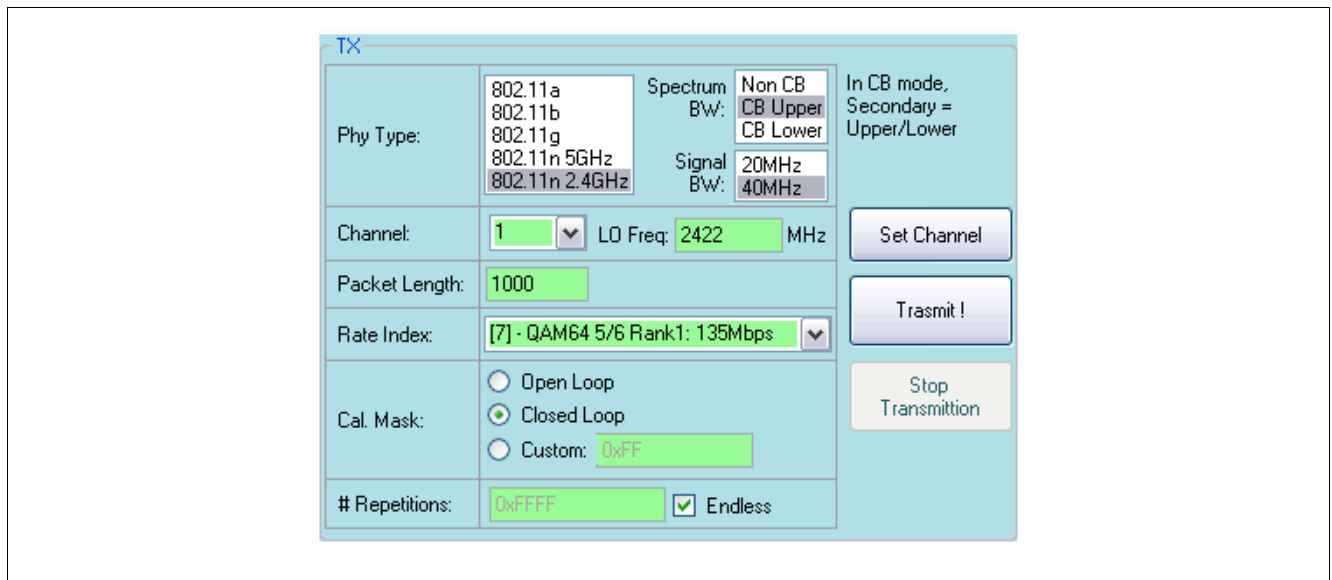 TX
Phy Type:
802.11a
802.11b
802.11g
802.11n 5GHz
802.11n 2.4GHz
Spectrum
BW:
Non CB
CB Upper
CB Lower
Signal
BW:
20MHz
40MHz
In CB mode,
Secondary =
Upper/Lower
Channel:
1
LO Freq: 2422 MHz
Set Channel
Packet Length:
1000
Trasmit !
Rate Index:
[7] - QAM64 5/6 Rank1: 135Mbps
Cal. Mask:
Open Loop
Closed Loop
Custom: 0xFF
Stop
Transmittion
# Repetitions:
0xFFFF
Endless